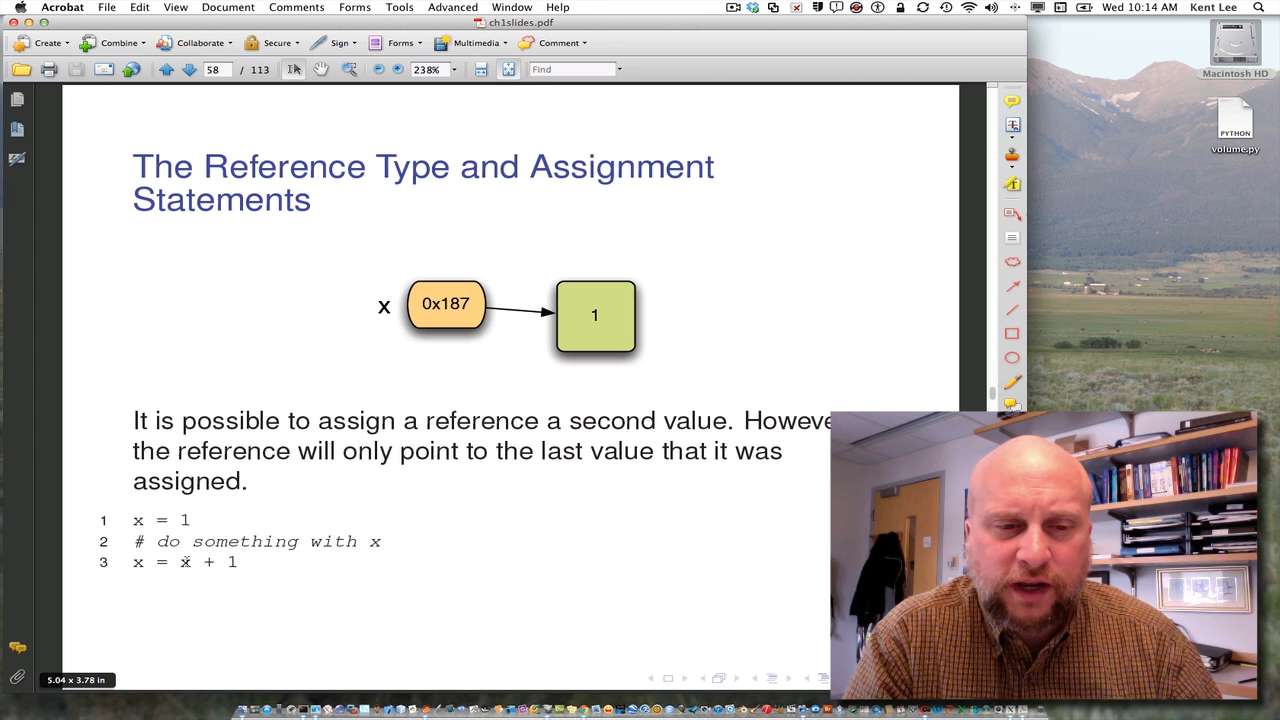 Acrobat File Edit View Document Comments Forms Tools Advanced Window Help Wed 10:14 AM Kent Lee
ch1slides.pdf
Create Combine Collaborate Secure Sign Forms Multimedia Comment
58 / 113 238% Find
Macintosh HD
PYTHON
volume.py
The Reference Type and Assignment
Statements
x 0x187 1
It is possible to assign a reference a second value. Howeve
the reference will only point to the last value that it was
assigned.
1 x = 1
2 # do something with x
3 x = x + 1
5.04 x 3.78 in